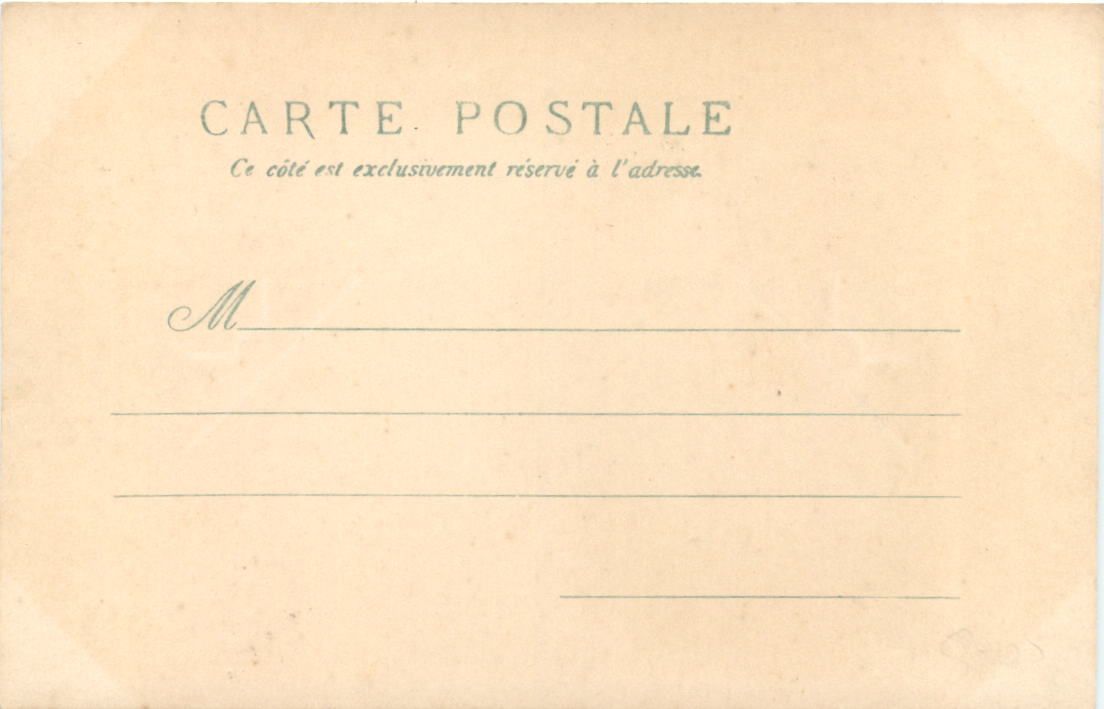 CARTE POSTALE
Ce côté est exclusivement réservé à l'adresse.
M